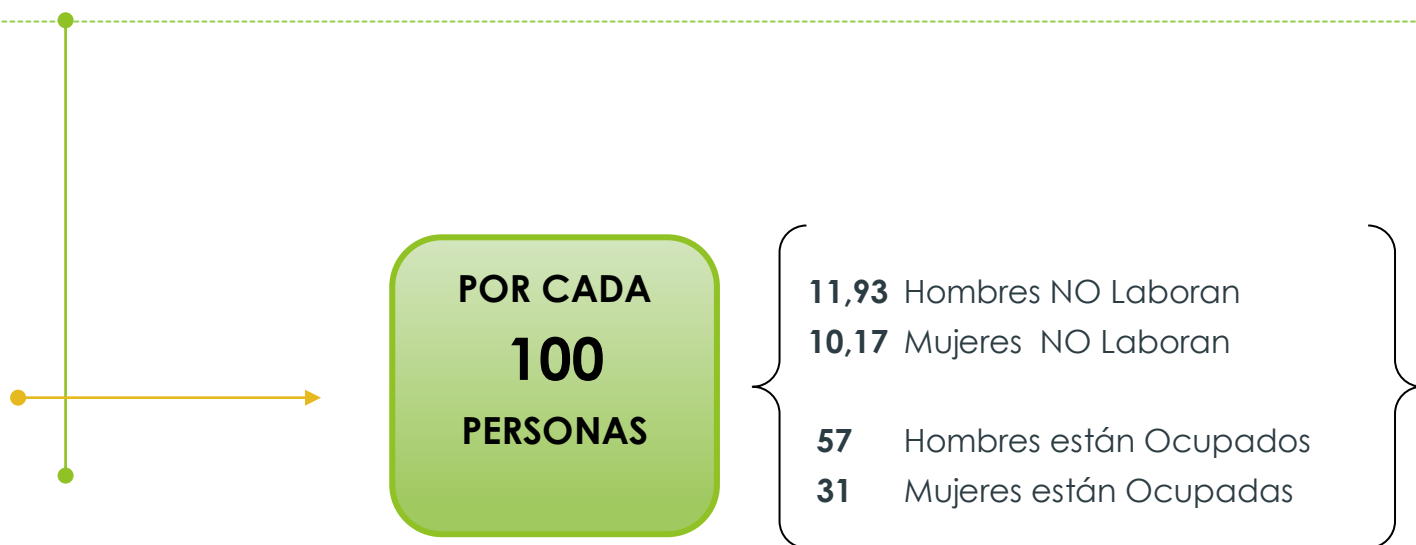 POR CADA
100
PERSONAS
11,93 Hombres NO Laboran
10,17 Mujeres NO Laboran
57 Hombres están Ocupados
31 Mujeres están Ocupadas